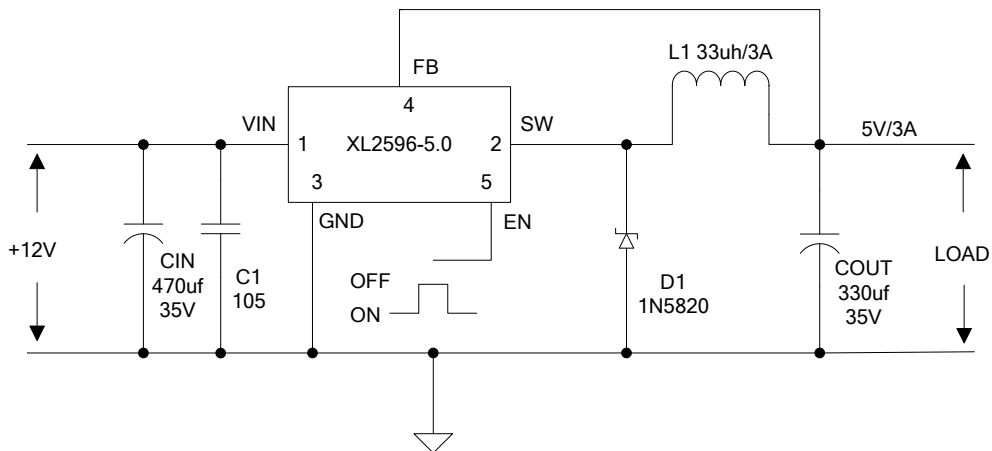 L1 33uh/3A
FB
4
VIN
SW
5V/3A
1
XL2596-5.0
2
3
5
GND
EN
+12V
CIN
470uf
35V
C1
105
OFF
ON
D1
1N5820
COUT
330uf
35V
LOAD